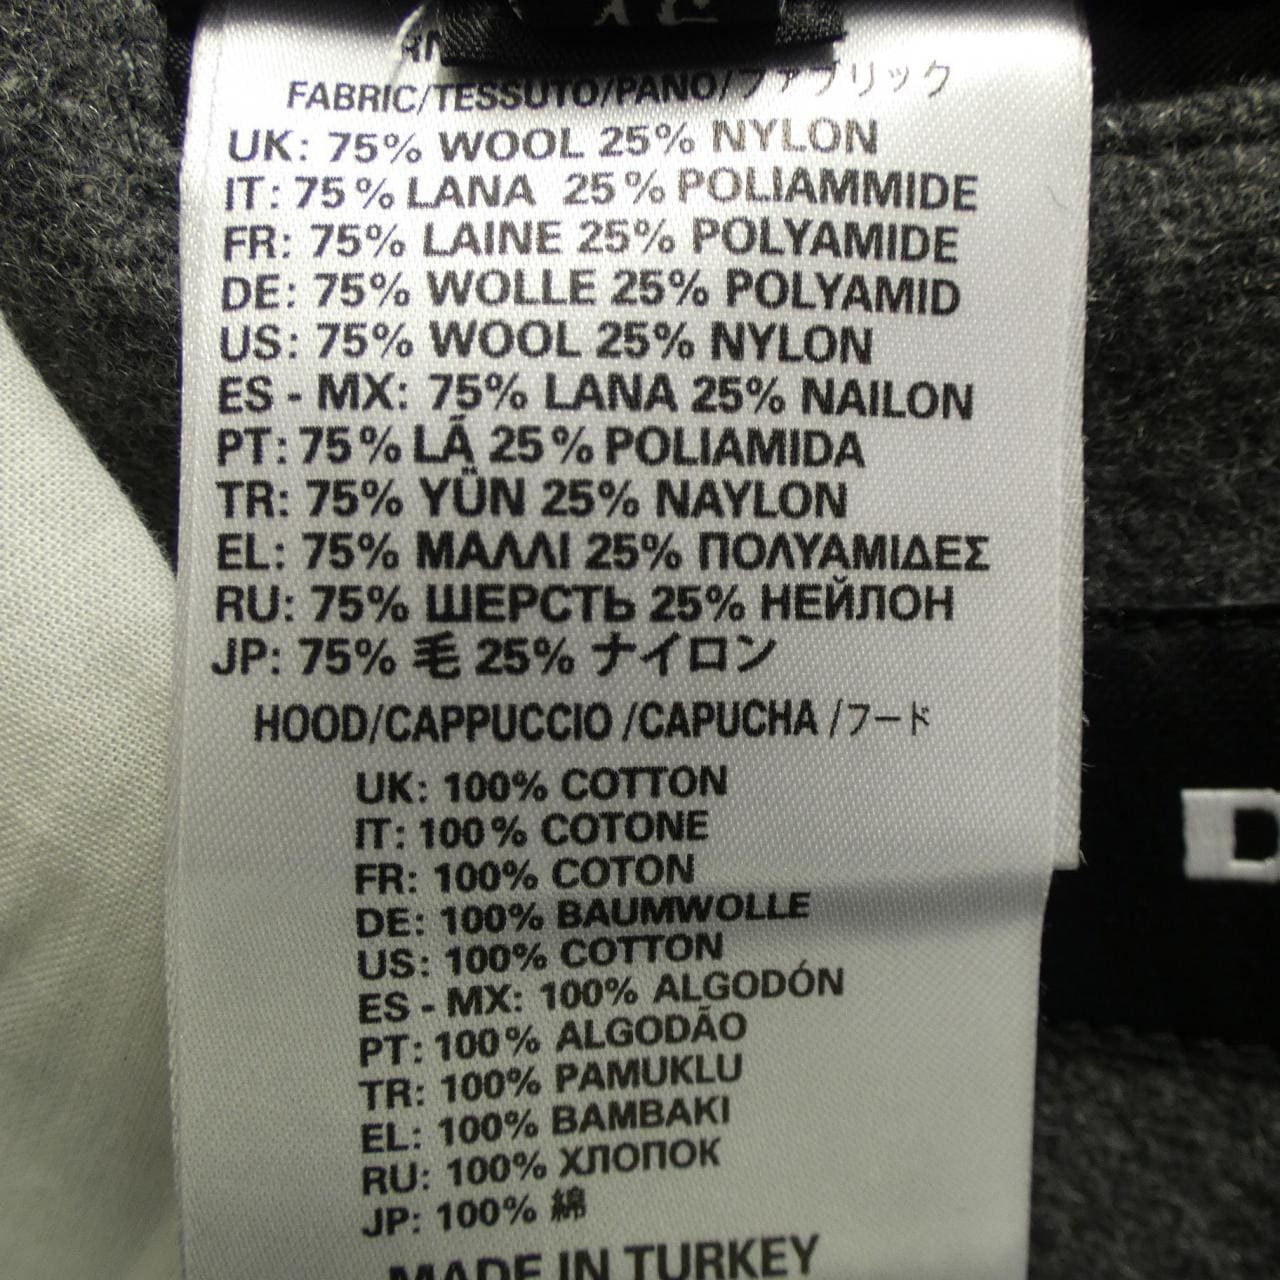 FABRIC/TESSUTO/PANO/ファブリック
UK: 75% WOOL 25% NYLON
IT: 75% LANA 25% POLIAMMIDE
FR: 75% LAINE 25% POLYAMIDE
DE: 75% WOLLE 25% POLYAMID
US: 75% WOOL 25% NYLON
ES - MX: 75% LANA 25% NAILON
PT: 75% LÃ 25% POLIAMIDA
TR: 75% YÜN 25% NAYLON
EL: 75% ΜΑΛΛΙ 25% ΠΟΛΥΑΜΙΔΕΣ
RU: 75% ШЕРСТЬ 25% НЕЙЛОН
JP: 75% 毛 25% ナイロン
HOOD/CAPPUCCIO /CAPUCHA /フード
UK: 100% COTTON
IT: 100% COTONE
FR: 100% COTON
DE: 100% BAUMWOLLE
US: 100% COTTON
ES - MX: 100% ALGODÓN
PT: 100% ALGODÃO
TR: 100% PAMUKLU
EL: 100% BAMBAKI
RU: 100% ХЛОПОК
JP: 100% 綿
MADE IN TURKEY
D